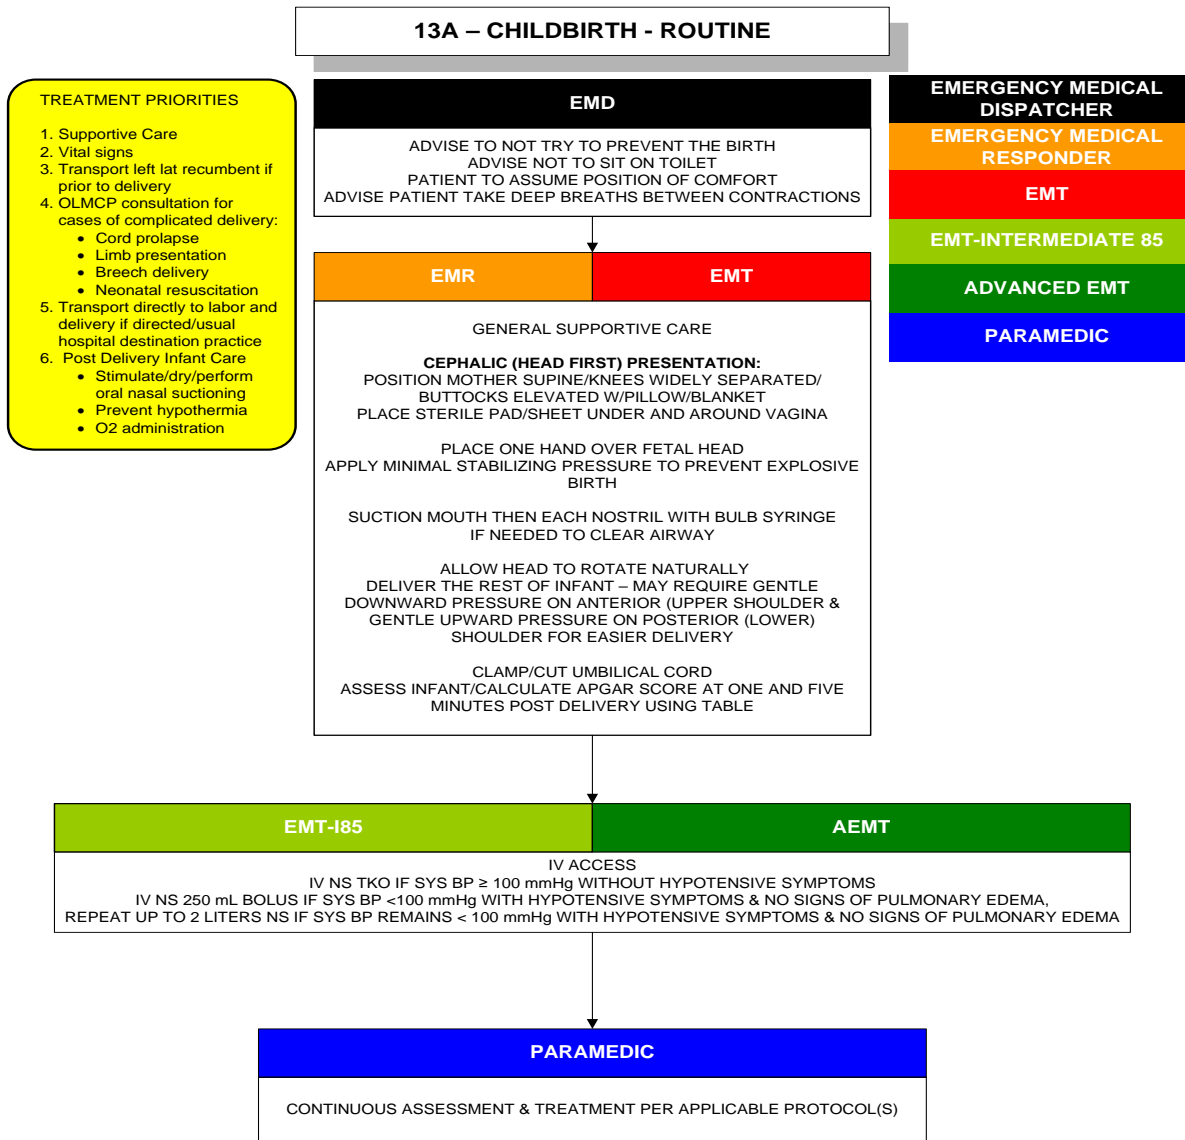 13A – CHILDBIRTH - ROUTINE
TREATMENT PRIORITIES
1. Supportive Care
2. Vital signs
3. Transport left lat recumbent if
prior to delivery
4. OLMCP consultation for
cases of complicated delivery:
• Cord prolapse
• Limb presentation
• Breech delivery
• Neonatal resuscitation
5. Transport directly to labor and
delivery if directed/usual
hospital destination practice
6. Post Delivery Infant Care
• Stimulate/dry/perform
oral nasal suctioning
• Prevent hypothermia
• O2 administration
EMD
ADVISE TO NOT TRY TO PREVENT THE BIRTH
ADVISE NOT TO SIT ON TOILET
PATIENT TO ASSUME POSITION OF COMFORT
ADVISE PATIENT TAKE DEEP BREATHS BETWEEN CONTRACTIONS
EMERGENCY MEDICAL
DISPATCHER
EMERGENCY MEDICAL
RESPONDER
EMT
EMT-INTERMEDIATE 85
ADVANCED EMT
PARAMEDIC
EMR
EMT
GENERAL SUPPORTIVE CARE
CEPHALIC (HEAD FIRST) PRESENTATION:
POSITION MOTHER SUPINE/KNEES WIDELY SEPARATED/
BUTTOCKS ELEVATED W/PILLOW/BLANKET
PLACE STERILE PAD/SHEET UNDER AND AROUND VAGINA
PLACE ONE HAND OVER FETAL HEAD
APPLY MINIMAL STABILIZING PRESSURE TO PREVENT EXPLOSIVE
BIRTH
SUCTION MOUTH THEN EACH NOSTRIL WITH BULB SYRINGE
IF NEEDED TO CLEAR AIRWAY
ALLOW HEAD TO ROTATE NATURALLY
DELIVER THE REST OF INFANT – MAY REQUIRE GENTLE
DOWNWARD PRESSURE ON ANTERIOR (UPPER SHOULDER &
GENTLE UPWARD PRESSURE ON POSTERIOR (LOWER)
SHOULDER FOR EASIER DELIVERY
CLAMP/CUT UMBILICAL CORD
ASSESS INFANT/CALCULATE APGAR SCORE AT ONE AND FIVE
MINUTES POST DELIVERY USING TABLE
EMT-I85
AEMT
IV ACCESS
IV NS TKO IF SYS BP ≥ 100 mmHg WITHOUT HYPOTENSIVE SYMPTOMS
IV NS 250 mL BOLUS IF SYS BP <100 mmHg WITH HYPOTENSIVE SYMPTOMS & NO SIGNS OF PULMONARY EDEMA,
REPEAT UP TO 2 LITERS NS IF SYS BP REMAINS < 100 mmHg WITH HYPOTENSIVE SYMPTOMS & NO SIGNS OF PULMONARY EDEMA
PARAMEDIC
CONTINUOUS ASSESSMENT & TREATMENT PER APPLICABLE PROTOCOL(S)